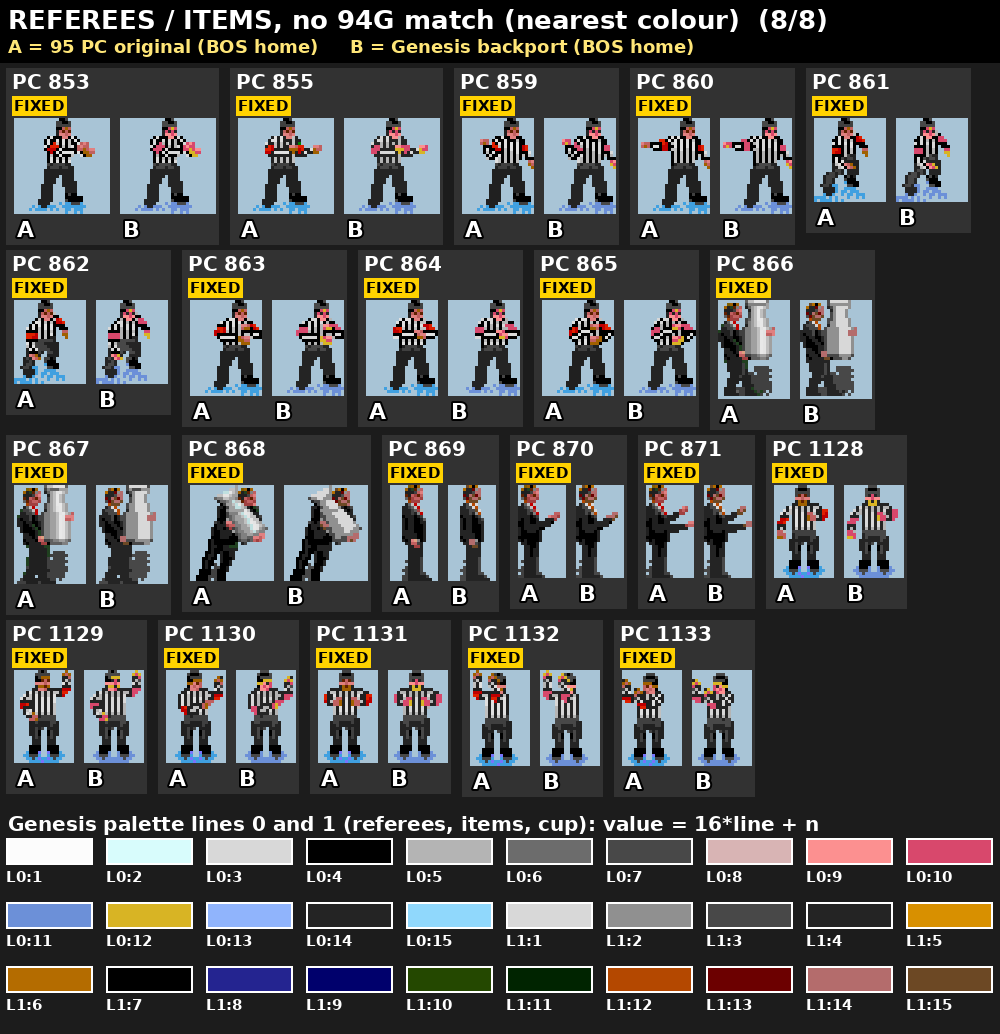 REFEREES / ITEMS, no 94G match (nearest colour)  (8/8)
A = 95 PC original (BOS home)     B = Genesis backport (BOS home)
PC 853 PC 855 PC 859 PC 860 PC 861
FIXED FIXED FIXED FIXED FIXED
A B A B A B A B A B
PC 862 PC 863 PC 864 PC 865 PC 866
FIXED FIXED FIXED FIXED FIXED
A B A B A B A B A B
PC 867 PC 868 PC 869 PC 870 PC 871 PC 1128
FIXED FIXED FIXED FIXED FIXED FIXED
A B A B A B A B A B A B
PC 1129 PC 1130 PC 1131 PC 1132 PC 1133
FIXED FIXED FIXED FIXED FIXED
A B A B A B A B A B
Genesis palette lines 0 and 1 (referees, items, cup): value = 16*line + n
L0:1 L0:2 L0:3 L0:4 L0:5 L0:6 L0:7 L0:8 L0:9 L0:10
L0:11 L0:12 L0:13 L0:14 L0:15 L1:1 L1:2 L1:3 L1:4 L1:5
L1:6 L1:7 L1:8 L1:9 L1:10 L1:11 L1:12 L1:13 L1:14 L1:15